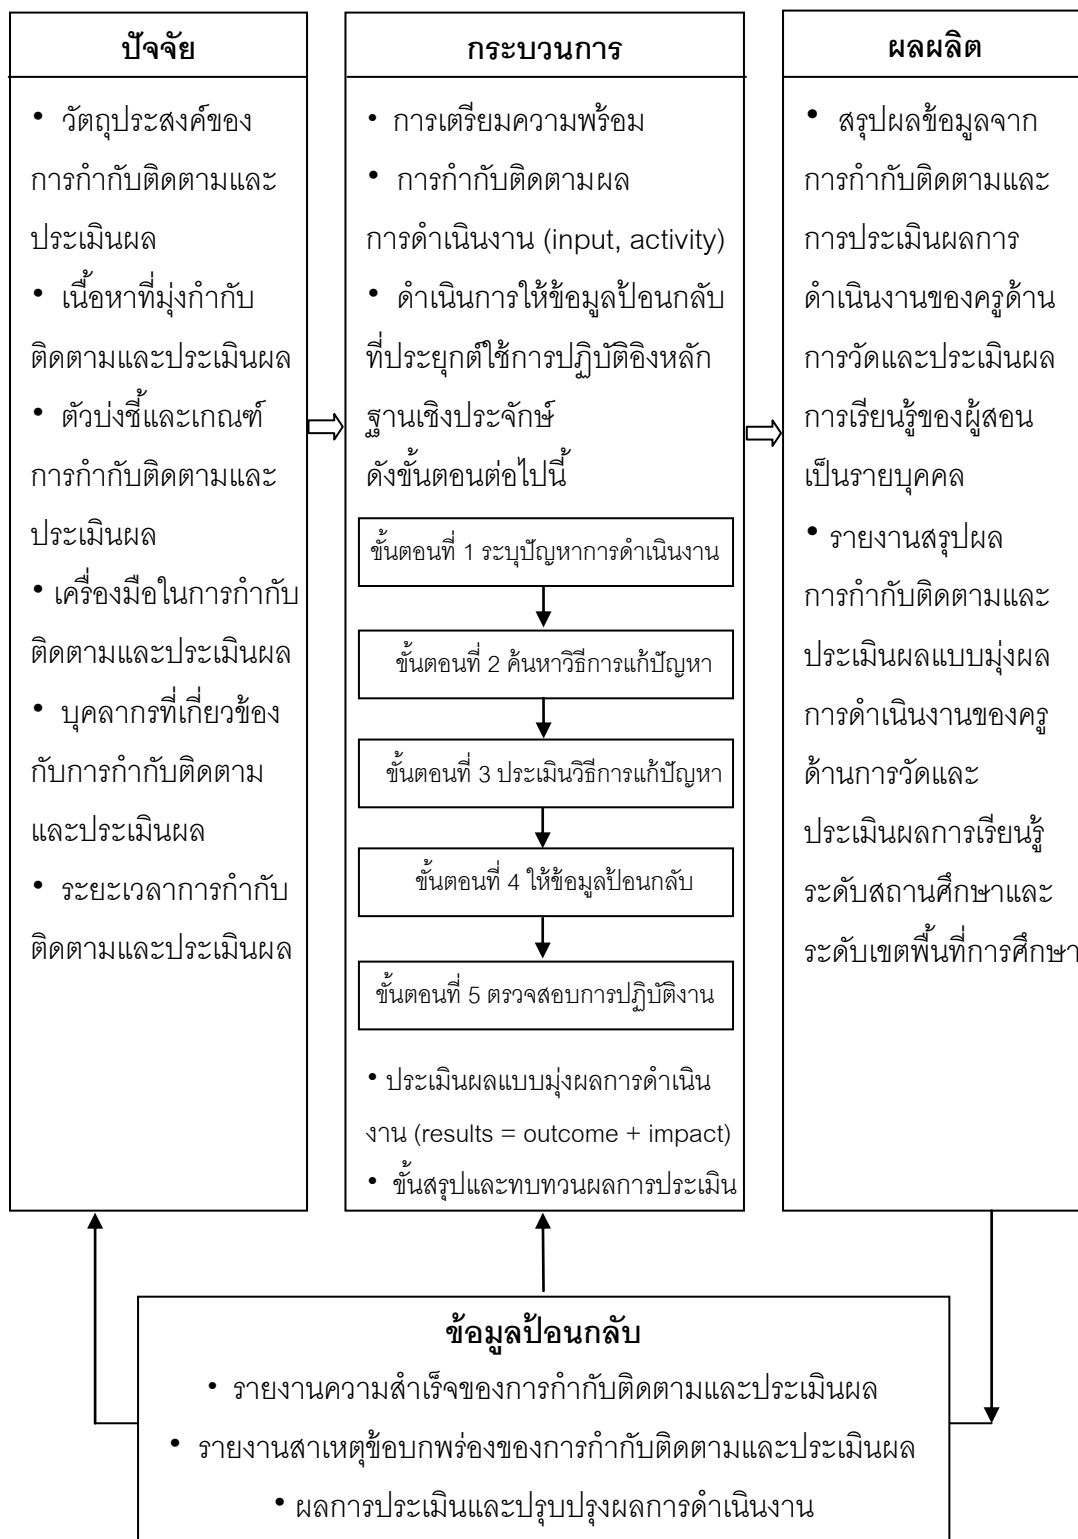 ปัจจัย
• วัตถุประสงค์ของ
การกำกับติดตามและ
ประเมินผล
• เนื้อหาที่มุ่งกำกับ
ติดตามและประเมินผล
• ตัวบ่งชี้และเกณฑ์
การกำกับติดตามและ
ประเมินผล
• เครื่องมือในการกำกับ
ติดตามและประเมินผล
• บุคลากรที่เกี่ยวข้อง
กับการกำกับติดตาม
และประเมินผล
• ระยะเวลาการกำกับ
ติดตามและประเมินผล
กระบวนการ
• การเตรียมความพร้อม
• การกำกับติดตามผล
การดำเนินงาน (input, activity)
• ดำเนินการให้ข้อมูลป้อนกลับ
ที่ประยุกต์ใช้การปฏิบัติอิงหลัก
ฐานเชิงประจักษ์
ดังขั้นตอนต่อไปนี้
ขั้นตอนที่ 1 ระบุปัญหาการดำเนินงาน
ขั้นตอนที่ 2 ค้นหาวิธีการแก้ปัญหา
ขั้นตอนที่ 3 ประเมินวิธีการแก้ปัญหา
ขั้นตอนที่ 4 ให้ข้อมูลป้อนกลับ
ขั้นตอนที่ 5 ตรวจสอบการปฏิบัติงาน
• ประเมินผลแบบมุ่งผลการดำเนิน
งาน (results = outcome + impact)
• ขั้นสรุปและทบทวนผลการประเมิน
ผลผลิต
• สรุปผลข้อมูลจาก
การกำกับติดตามและ
การประเมินผลการ
ดำเนินงานของครูด้าน
การวัดและประเมินผล
การเรียนรู้ของผู้สอน
เป็นรายบุคคล
• รายงานสรุปผล
การกำกับติดตามและ
ประเมินผลแบบมุ่งผล
การดำเนินงานของครู
ด้านการวัดและ
ประเมินผลการเรียนรู้
ระดับสถานศึกษาและ
ระดับเขตพื้นที่การศึกษา
ข้อมูลป้อนกลับ
• รายงานความสำเร็จของการกำกับติดตามและประเมินผล
• รายงานสาเหตุข้อบกพร่องของการกำกับติดตามและประเมินผล
• ผลการประเมินและปรุบปรุงผลการดำเนินงาน